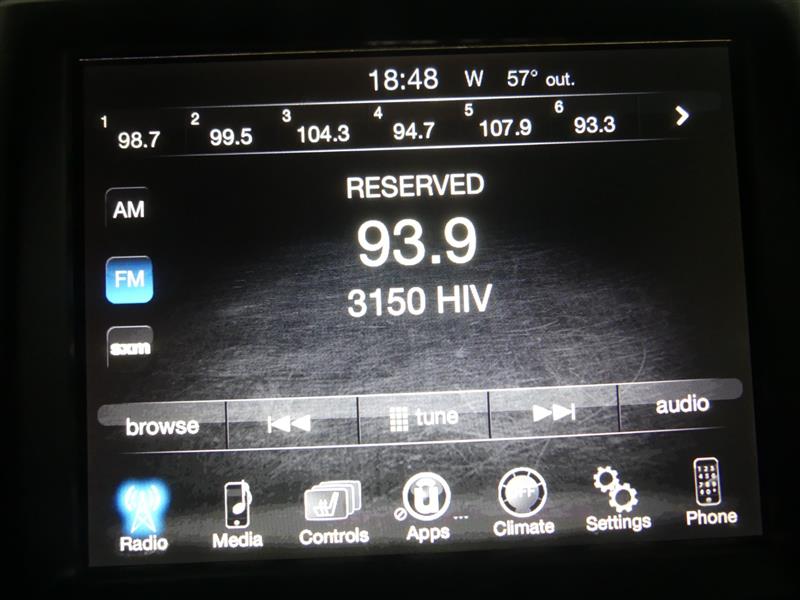 18:48 W 57° out.
1 98.7 2 99.5 3 104.3 4 94.7 5 107.9 6 93.3
RESERVED
AM
93.9
FM
3150 HIV
sxm
browse tune audio
OFF
Radio Media Controls Apps ... Climate Settings Phone